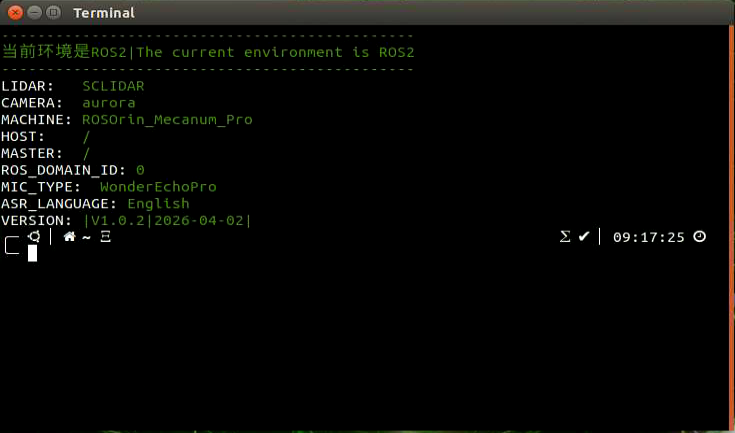 Terminal
-----------------------------------------------
当前环境是ROS2|The current environment is ROS2
-----------------------------------------------
LIDAR: SCLIDAR
CAMERA: aurora
MACHINE: ROSOrin_Mecanum_Pro
HOST: /
MASTER: /
ROS_DOMAIN_ID: 0
MIC_TYPE: WonderEchoPro
ASR_LANGUAGE: English
VERSION: |V1.0.2|2026-04-02|
~ Ξ Σ ✔ 09:17:25